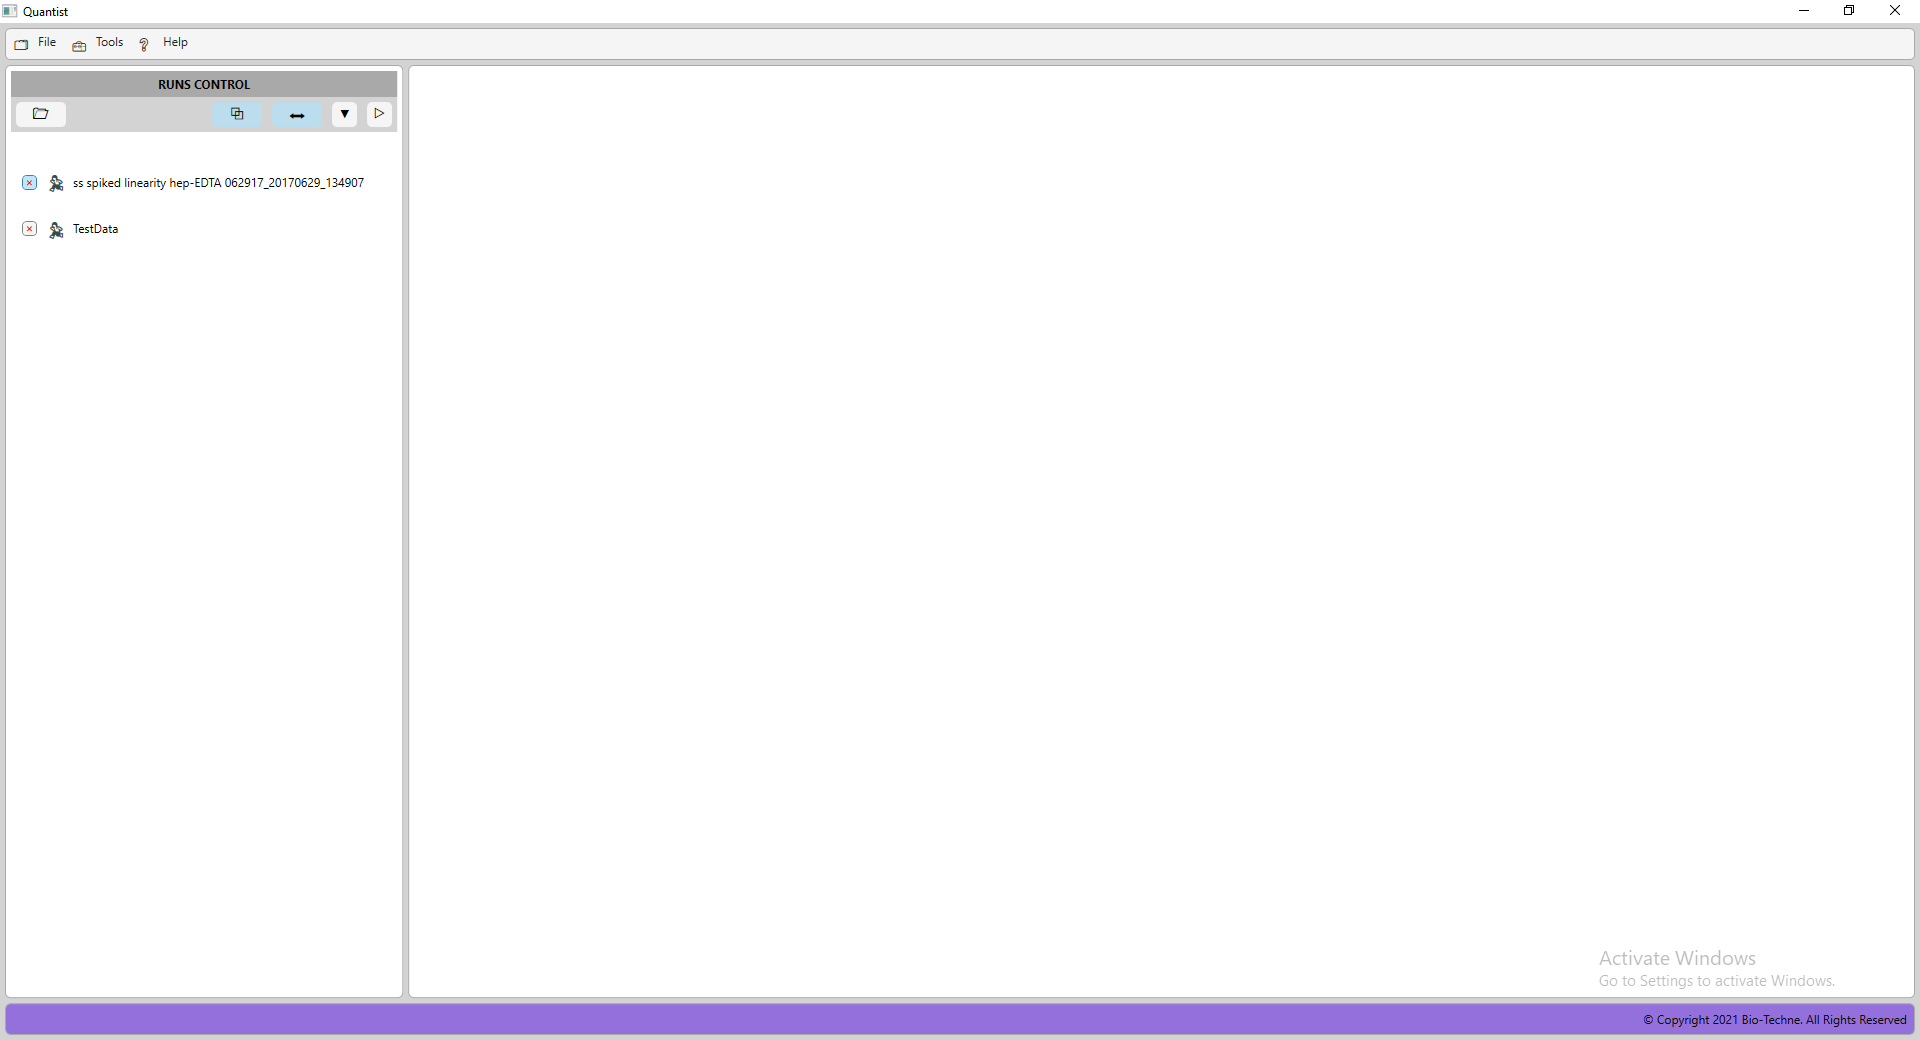 Quantist
File Tools Help
RUNS CONTROL
ss spiked linearity hep-EDTA 062917_20170629_134907
TestData
Activate Windows
Go to Settings to activate Windows.
© Copyright 2021 Bio-Techne. All Rights Reserved